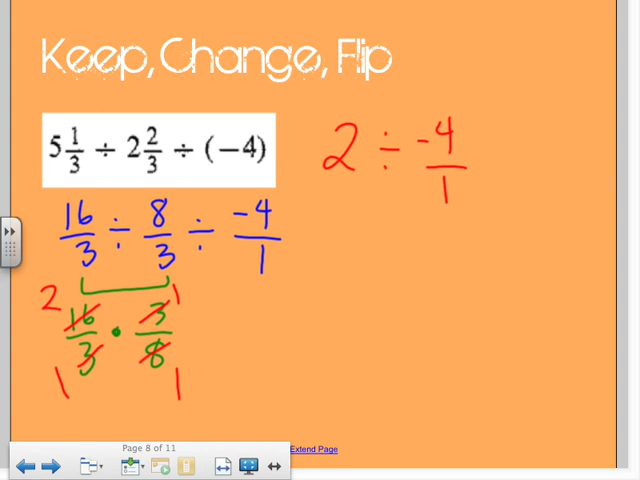 Keep, Change, Flip
5 1/3 ÷ 2 2/3 ÷ (−4)
2 ÷ -4/1
16/3 ÷ 8/3 ÷ -4/1
2 1
16/3 • 3/8
1 1
Page 8 of 11
Extend Page